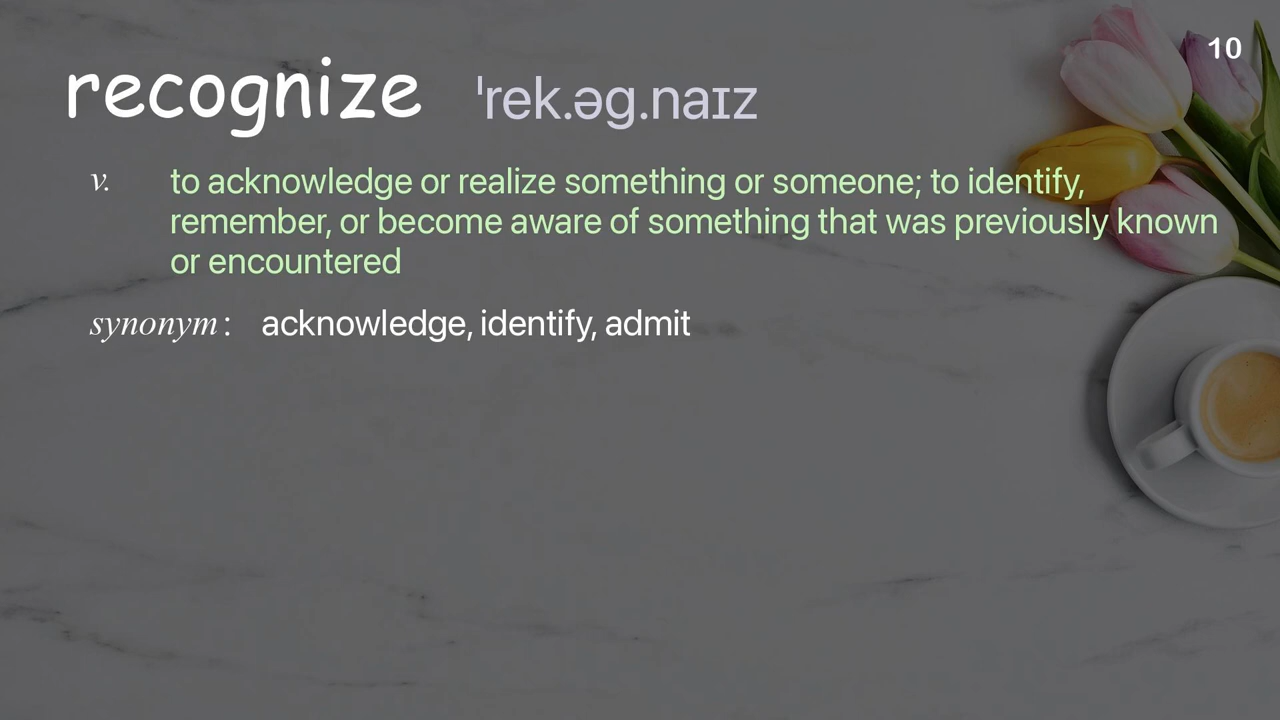 10
recognize ˈrek.əg.naɪz
v. to acknowledge or realize something or someone; to identify,
remember, or become aware of something that was previously known
or encountered
synonym: acknowledge, identify, admit